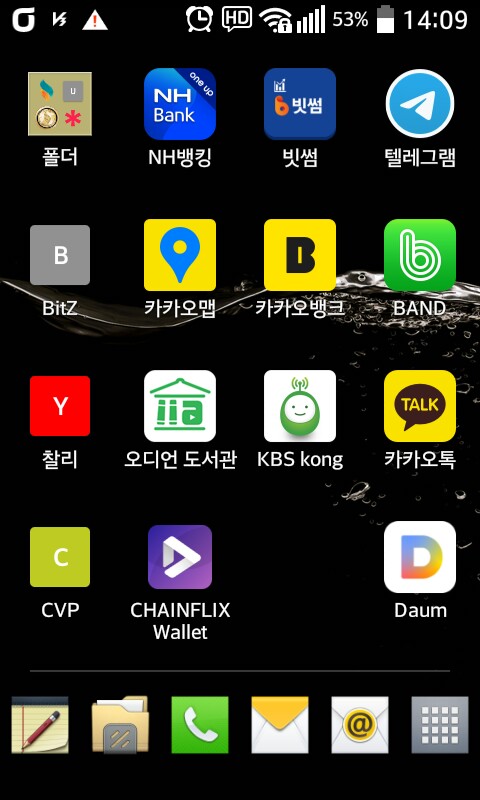 HD 53% 14:09
U
NH Bank one up
빗썸
폴더 NH뱅킹 빗썸 텔레그램
B B
BitZ 카카오맵 카카오뱅크 BAND
Y TALK
찰리 오디언 도서관 KBS kong 카카오톡
C D
CVP CHAINFLIX Wallet Daum
@